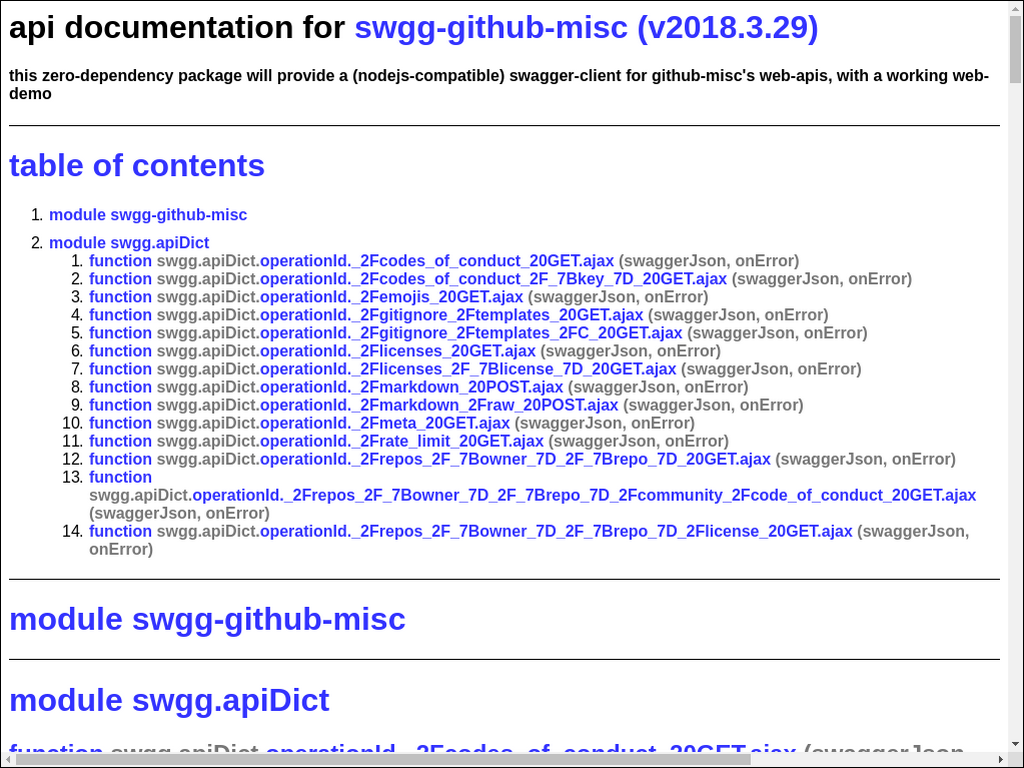 api documentation for swgg-github-misc (v2018.3.29)
this zero-dependency package will provide a (nodejs-compatible) swagger-client for github-misc's web-apis, with a working web-
demo
table of contents
1. module swgg-github-misc
2. module swgg.apiDict
1. function swgg.apiDict.operationId._2Fcodes_of_conduct_20GET.ajax (swaggerJson, onError)
2. function swgg.apiDict.operationId._2Fcodes_of_conduct_2F_7Bkey_7D_20GET.ajax (swaggerJson, onError)
3. function swgg.apiDict.operationId._2Femojis_20GET.ajax (swaggerJson, onError)
4. function swgg.apiDict.operationId._2Fgitignore_2Ftemplates_20GET.ajax (swaggerJson, onError)
5. function swgg.apiDict.operationId._2Fgitignore_2Ftemplates_2FC_20GET.ajax (swaggerJson, onError)
6. function swgg.apiDict.operationId._2Flicenses_20GET.ajax (swaggerJson, onError)
7. function swgg.apiDict.operationId._2Flicenses_2F_7Blicense_7D_20GET.ajax (swaggerJson, onError)
8. function swgg.apiDict.operationId._2Fmarkdown_20POST.ajax (swaggerJson, onError)
9. function swgg.apiDict.operationId._2Fmarkdown_2Fraw_20POST.ajax (swaggerJson, onError)
10. function swgg.apiDict.operationId._2Fmeta_20GET.ajax (swaggerJson, onError)
11. function swgg.apiDict.operationId._2Frate_limit_20GET.ajax (swaggerJson, onError)
12. function swgg.apiDict.operationId._2Frepos_2F_7Bowner_7D_2F_7Brepo_7D_20GET.ajax (swaggerJson, onError)
13. function
swgg.apiDict.operationId._2Frepos_2F_7Bowner_7D_2F_7Brepo_7D_2Fcommunity_2Fcode_of_conduct_20GET.ajax
(swaggerJson, onError)
14. function swgg.apiDict.operationId._2Frepos_2F_7Bowner_7D_2F_7Brepo_7D_2Flicense_20GET.ajax (swaggerJson,
onError)
module swgg-github-misc
module swgg.apiDict
function swgg.apiDict.operationId._2Fcodes_of_conduct_20GET.ajax (swaggerJson,